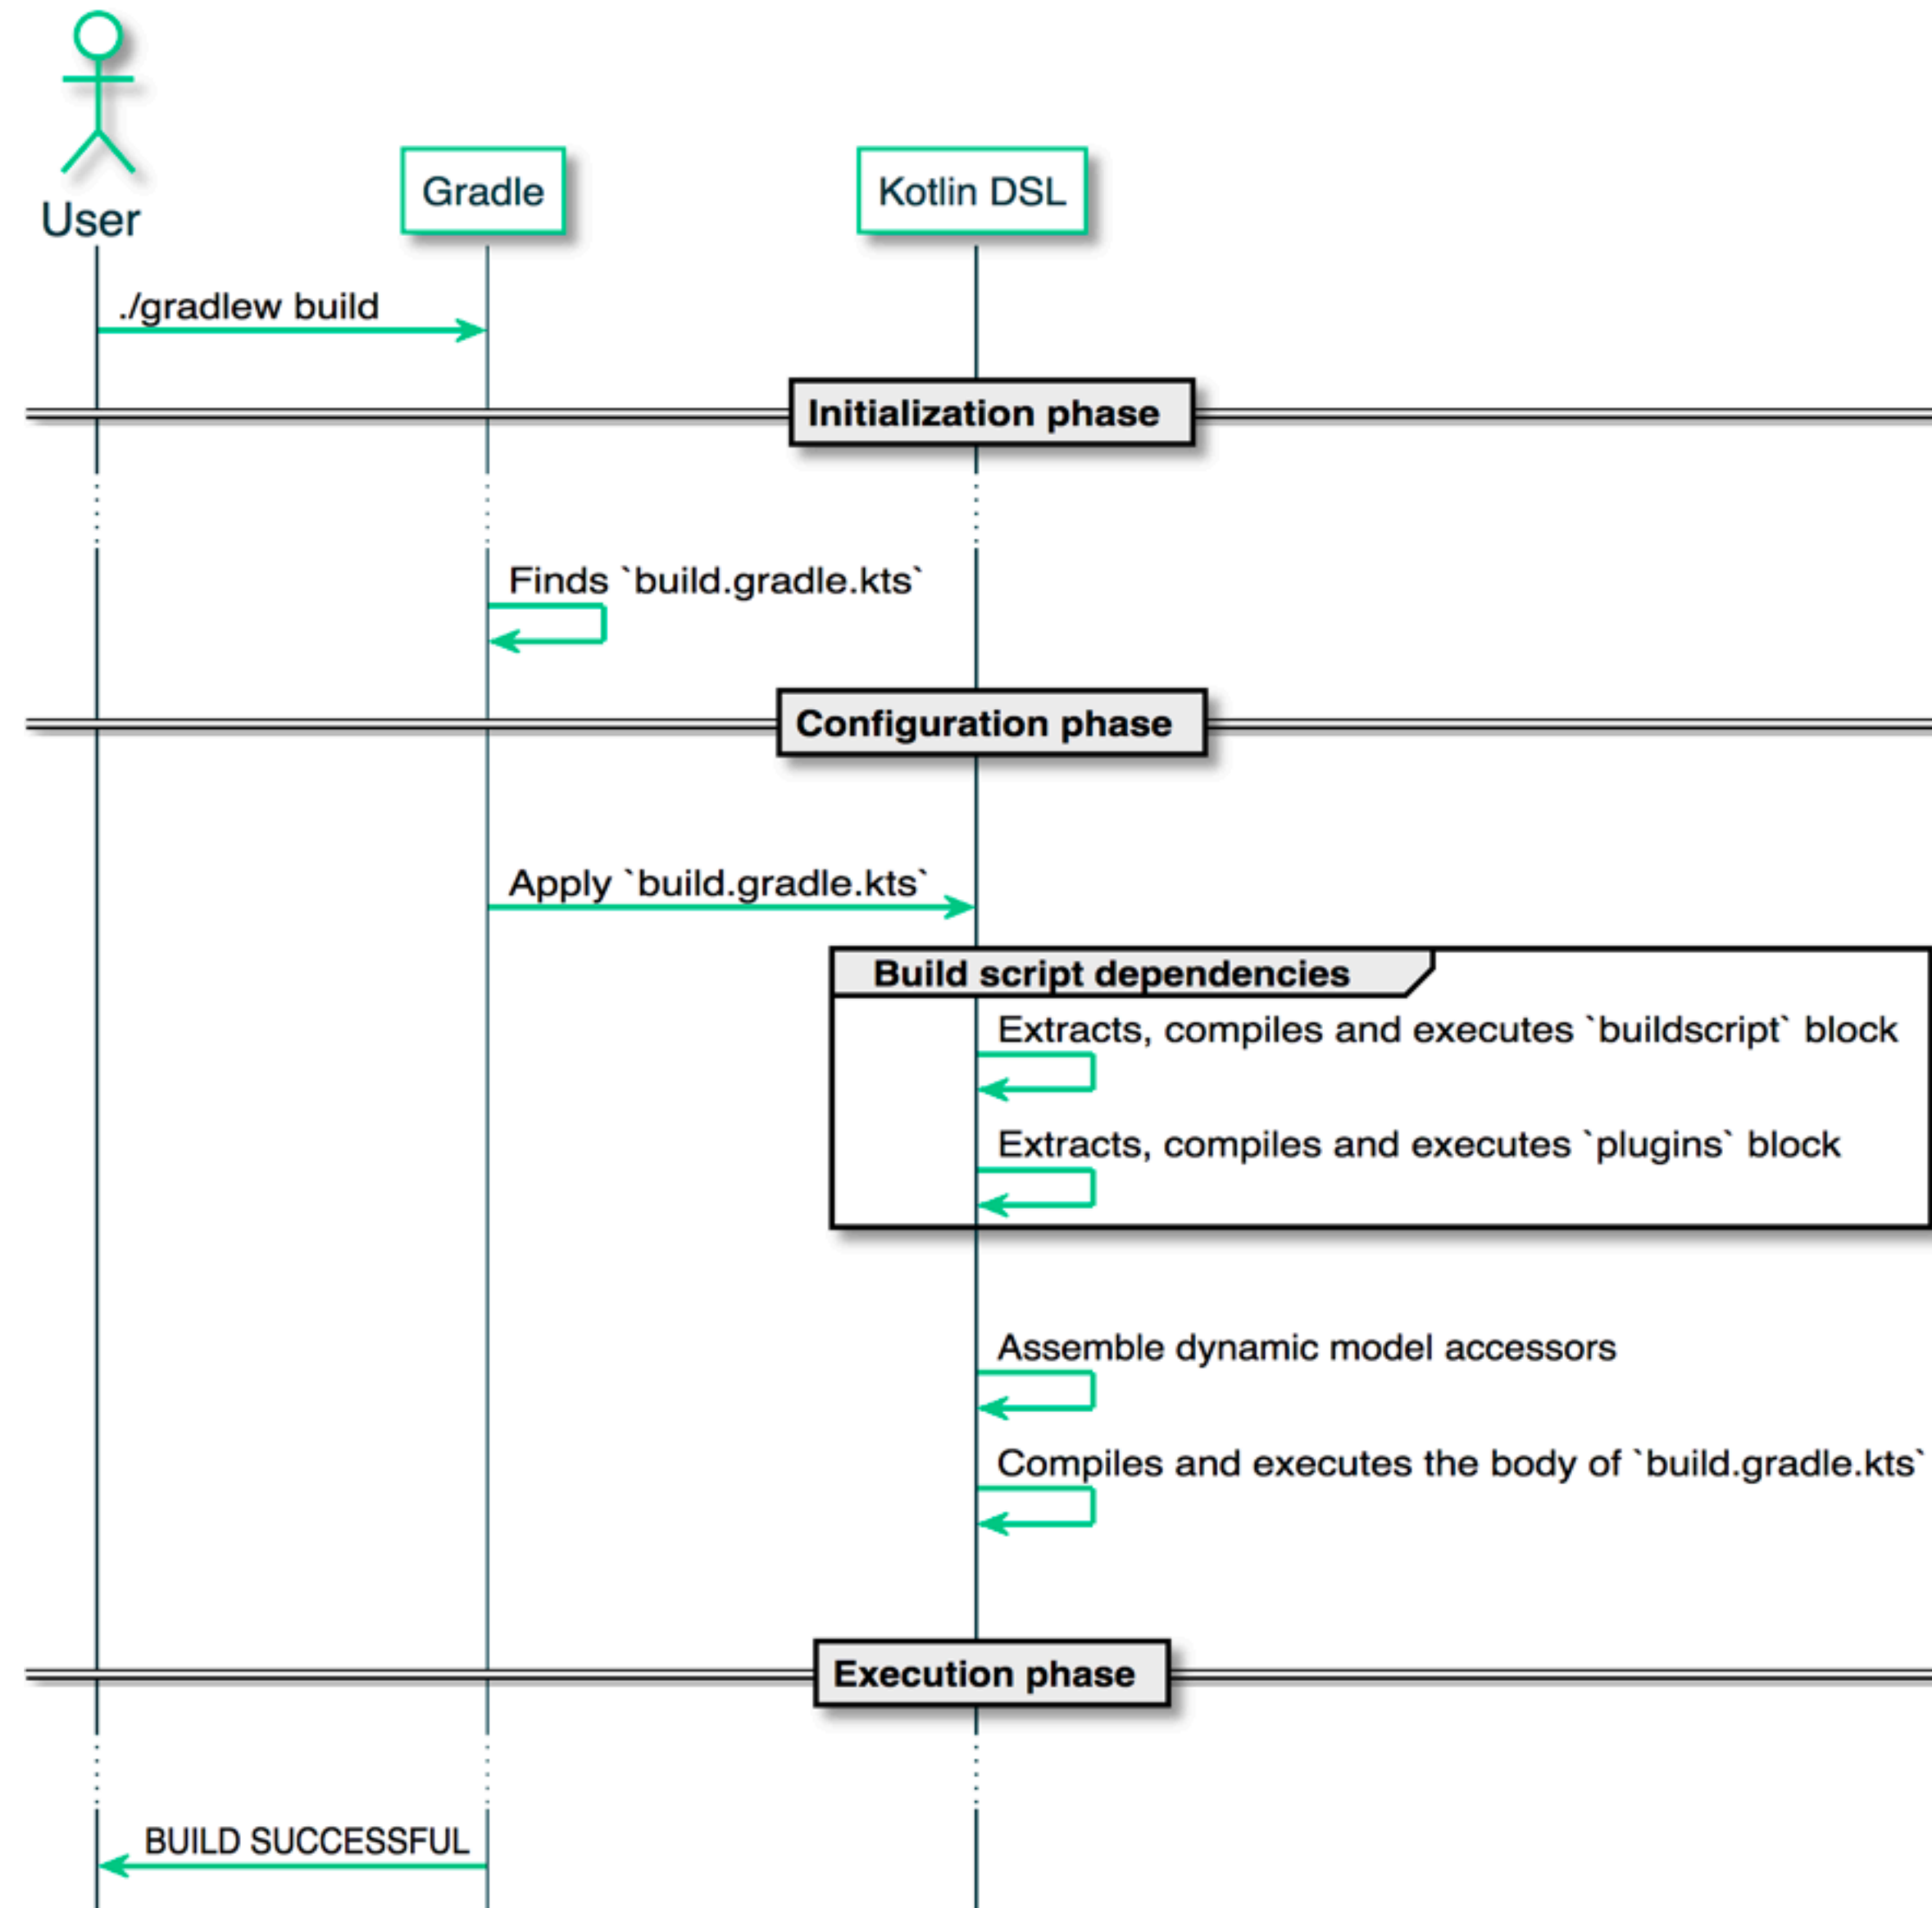 User
Gradle
Kotlin DSL
./gradlew build
Initialization phase
Finds `build.gradle.kts`
Configuration phase
Apply `build.gradle.kts`
Build script dependencies
Extracts, compiles and executes `buildscript` block
Extracts, compiles and executes `plugins` block
Assemble dynamic model accessors
Compiles and executes the body of `build.gradle.kts`
Execution phase
BUILD SUCCESSFUL